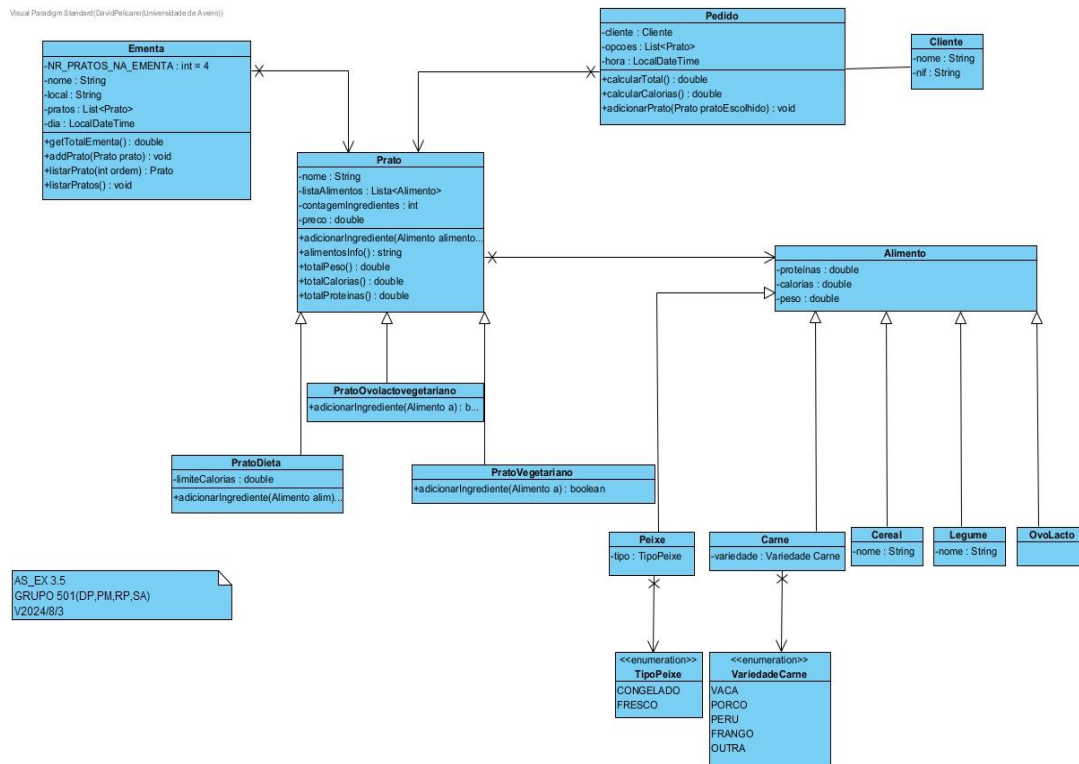 Visual Paradigm Standard(DavidPelicano(Universidade de Aveiro))
Ementa
-NR_PRATOS_NA_EMENTA : int = 4
-nome : String
-local : String
-pratos : List<Prato>
-dia : LocalDateTime
+getTotalEmenta() : double
+addPrato(Prato prato) : void
+listarPrato(int ordem) : Prato
+listarPratos() : void
Pedido
-cliente : Cliente
-opcoes : List<Prato>
-hora : LocalDateTime
+calcularTotal() : double
+calcularCalorias() : double
+adicionarPrato(Prato pratoEscolhido) : void
Cliente
-nome : String
-nif : String
Prato
-nome : String
-listaAlimentos : Lista<Alimento>
-contagemIngredientes : int
-preco : double
+adicionarIngrediente(Alimento alimento...
+alimentosInfo() : string
+totalPeso() : double
+totalCalorias() : double
+totalProteinas() : double
Alimento
-proteínas : double
-calorias : double
-peso : double
PratoOvolactovegetariano
+adicionarIngrediente(Alimento a) : b...
PratoDieta
-limiteCalorias : double
+adicionarIngrediente(Alimento alim)...
PratoVegetariano
+adicionarIngrediente(Alimento a) : boolean
Peixe
-tipo : TipoPeixe
Carne
-variedade : Variedade Carne
Cereal
-nome : String
Legume
-nome : String
OvoLacto
AS_EX 3.5
GRUPO 501(DP,PM,RP,SA)
V2024/8/3
<<enumeration>>
TipoPeixe
CONGELADO
FRESCO
<<enumeration>>
VariedadeCarne
VACA
PORCO
PERU
FRANGO
OUTRA